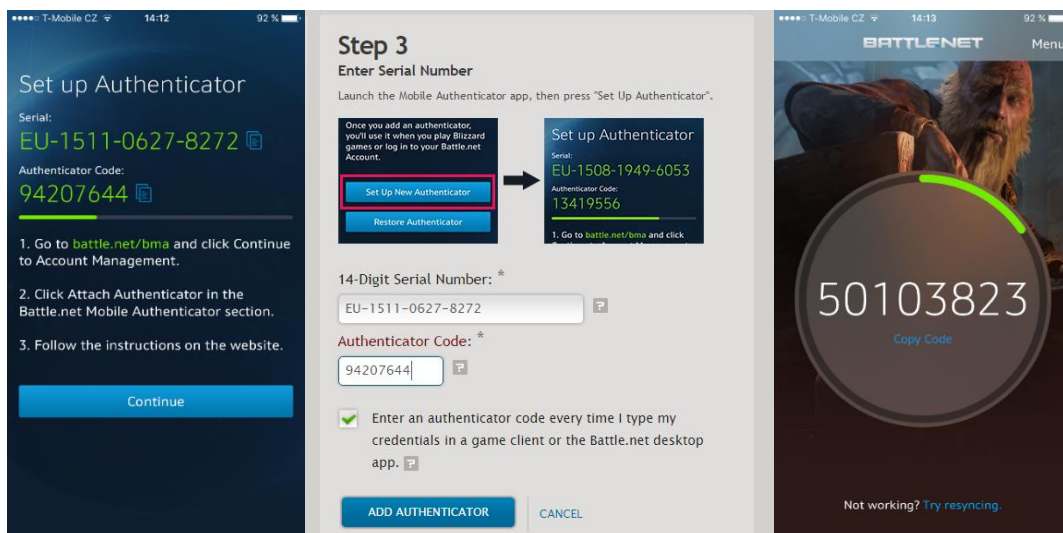 T-Mobile CZ 14:12 92 %
Set up Authenticator
Serial:
EU-1511-0627-8272
Authenticator Code:
94207644
1. Go to battle.net/bma and click Continue
to Account Management.
2. Click Attach Authenticator in the
Battle.net Mobile Authenticator section.
3. Follow the instructions on the website.
Continue
Step 3
Enter Serial Number
Launch the Mobile Authenticator app, then press "Set Up Authenticator".
Once you add an authenticator,
you'll use it when you play Blizzard
games or log in to your Battle.net
Account.
Set Up New Authenticator
Restore Authenticator
Set up Authenticator
Serial:
EU-1508-1949-6053
Authenticator Code:
13419556
1. Go to battle.net/bma and click
14-Digit Serial Number: *
EU-1511-0627-8272
?
Authenticator Code: *
94207644
?
Enter an authenticator code every time I type my
credentials in a game client or the Battle.net desktop
app. ?
ADD AUTHENTICATOR
CANCEL
T-Mobile CZ 14:13 92 %
BATTLENET
Menu
50103823
Copy Code
Not working? Try resyncing.